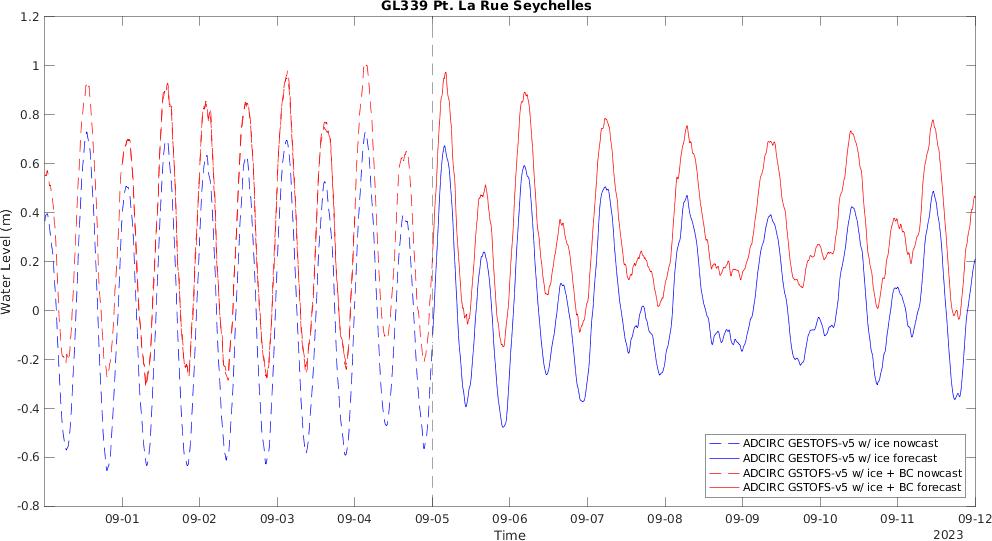 GL339 Pt. La Rue Seychelles
1.2
1
0.8
0.6
0.4
0.2
0
-0.2
-0.4
-0.6
-0.8
Water Level (m)
09-01 09-02 09-03 09-04 09-05 09-06 09-07 09-08 09-09 09-10 09-11 09-12
Time
2023
ADCIRC GESTOFS-v5 w/ ice nowcast
ADCIRC GESTOFS-v5 w/ ice forecast
ADCIRC GSTOFS-v5 w/ ice + BC nowcast
ADCIRC GSTOFS-v5 w/ ice + BC forecast